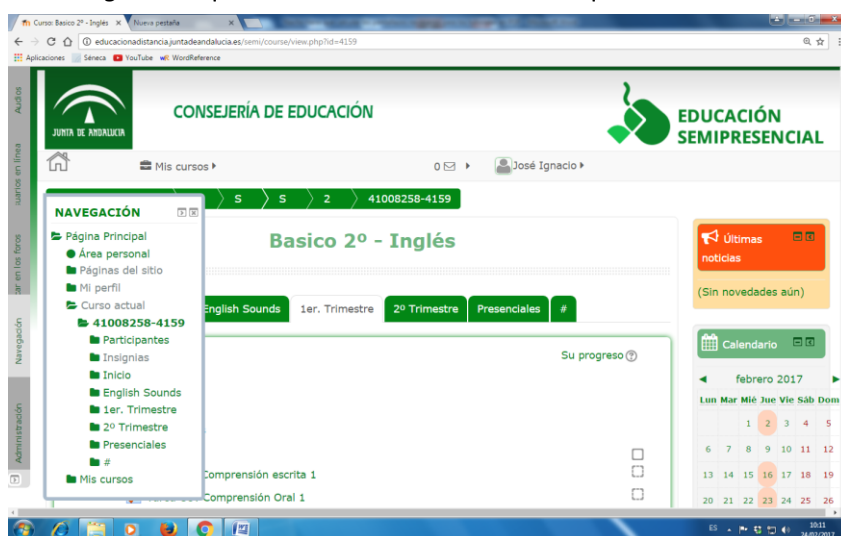 Curso: Basico 2º - Inglés
Nueva pestaña
educacionadistancia.juntadeandalucia.es/semi/course/view.php?id=4159
Aplicaciones Séneca YouTube WordReference
JUNTA DE ANDALUCIA
CONSEJERÍA DE EDUCACIÓN
EDUCACIÓN
SEMIPRESENCIAL
Mis cursos
0
José Ignacio
S S 2 41008258-4159
Audios
en línea
en los foros
Navegación
Administración
NAVEGACIÓN
Página Principal
Área personal
Páginas del sitio
Mi perfil
Curso actual
41008258-4159
Participantes
Insignias
Inicio
English Sounds
1er. Trimestre
2º Trimestre
Presenciales
#
Mis cursos
Basico 2º - Inglés
English Sounds 1er. Trimestre 2º Trimestre Presenciales #
Su progreso
Comprensión escrita 1
Comprensión Oral 1
Últimas
noticias
(Sin novedades aún)
Calendario
febrero 2017
Lun Mar Mié Jue Vie Sáb Dom
1 2 3 4 5
6 7 8 9 10 11 12
13 14 15 16 17 18 19
20 21 22 23 24 25 26
ES
10:11
24/02/2017